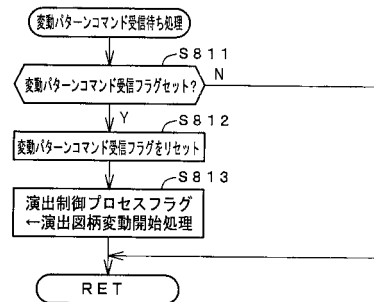 変動パターンコマンド受信待ち処理
S811
変動パターンコマンド受信フラグセット?
N
Y
S812
変動パターンコマンド受信フラグをリセット
S813
演出制御プロセスフラグ
←演出図柄変動開始処理
RET